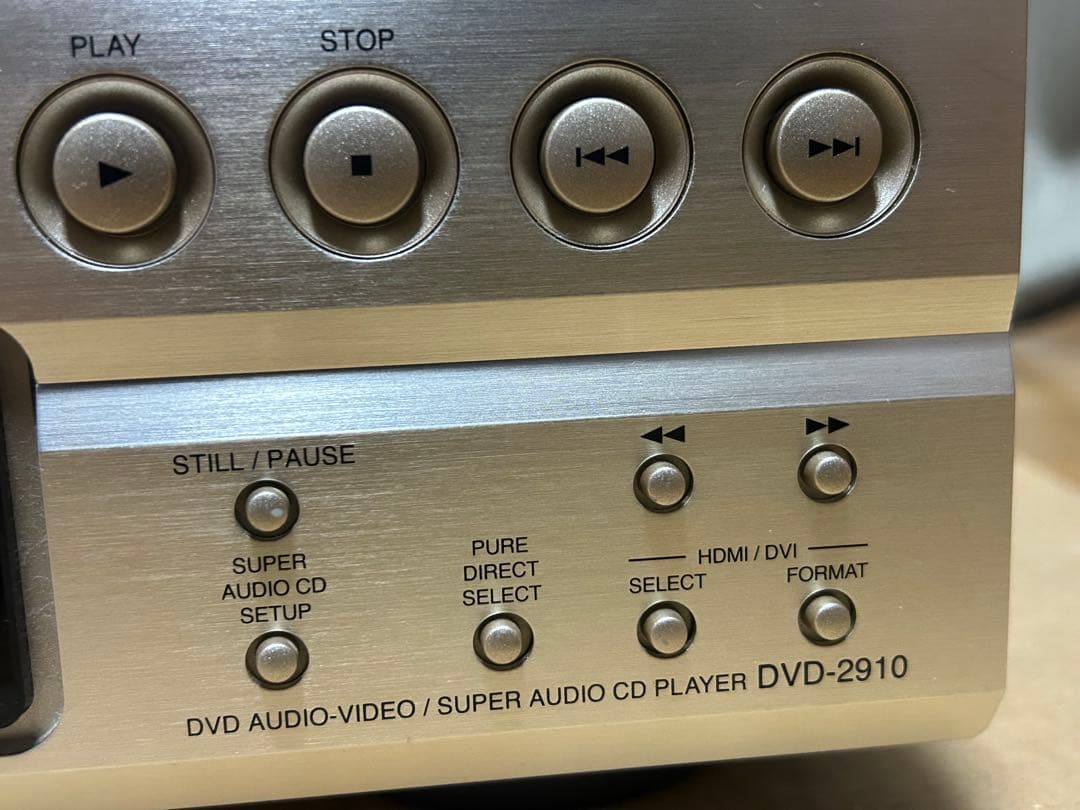 PLAY
STOP
STILL / PAUSE
SUPER
AUDIO CD
SETUP
PURE
DIRECT
SELECT
HDMI / DVI
SELECT
FORMAT
DVD AUDIO-VIDEO / SUPER AUDIO CD PLAYER DVD-2910